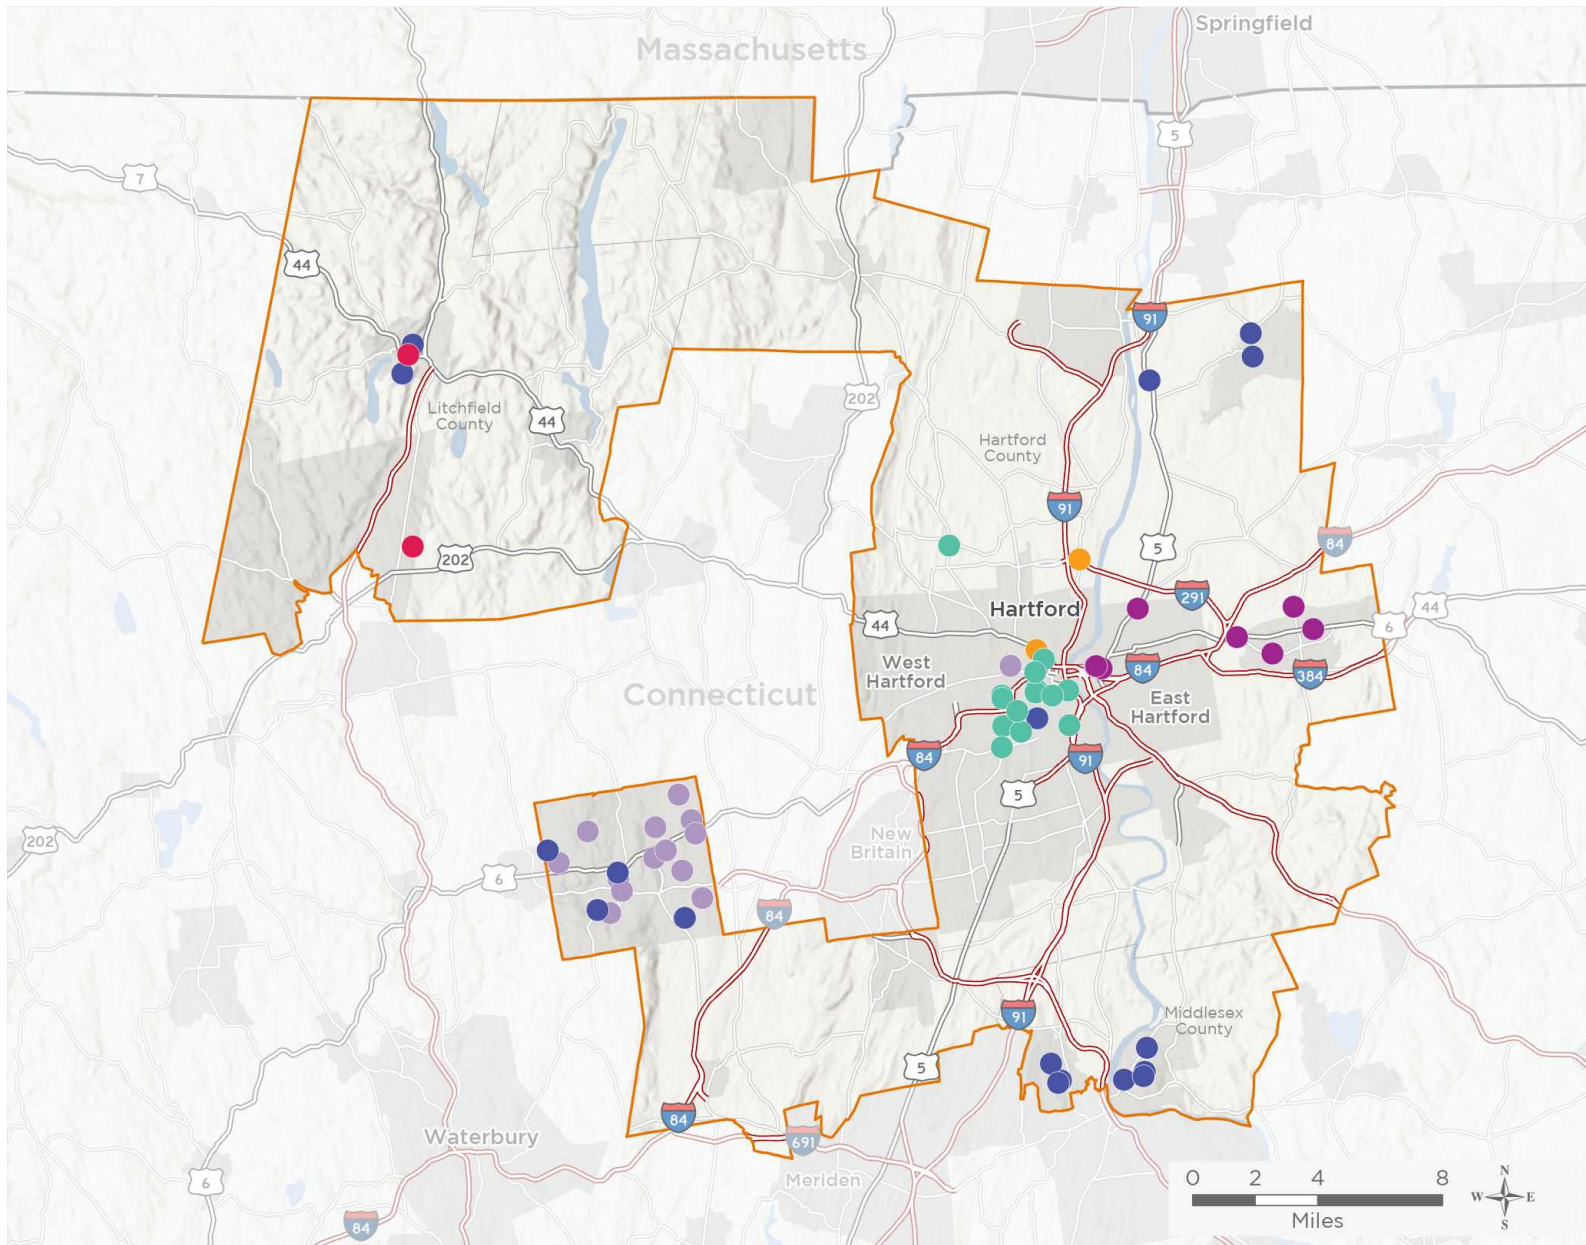 Springfield
Massachusetts
5
7
44
91
Litchfield
County
44
202
Hartford
County
91
5
84
202
291
Hartford
44
44
6
West
Hartford
84
384
Connecticut
East
Hartford
84
91
5
New
Britain
202
6
84
91
Middlesex
County
5
84
691
Waterbury
Meriden
6
84
0 2 4 8
Miles
N
W E
S